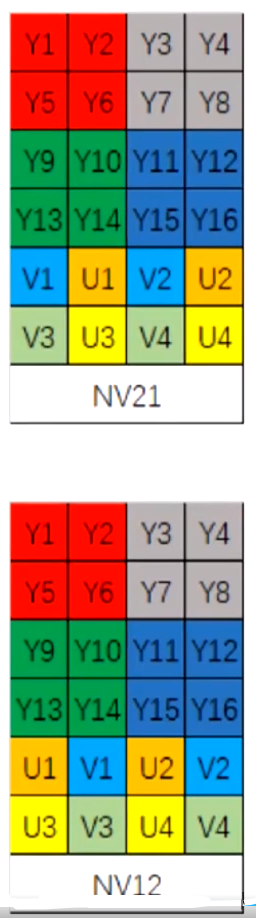 Y1 Y2 Y3 Y4
Y5 Y6 Y7 Y8
Y9 Y10 Y11 Y12
Y13 Y14 Y15 Y16
V1 U1 V2 U2
V3 U3 V4 U4
NV21
Y1 Y2 Y3 Y4
Y5 Y6 Y7 Y8
Y9 Y10 Y11 Y12
Y13 Y14 Y15 Y16
U1 V1 U2 V2
U3 V3 U4 V4
NV12